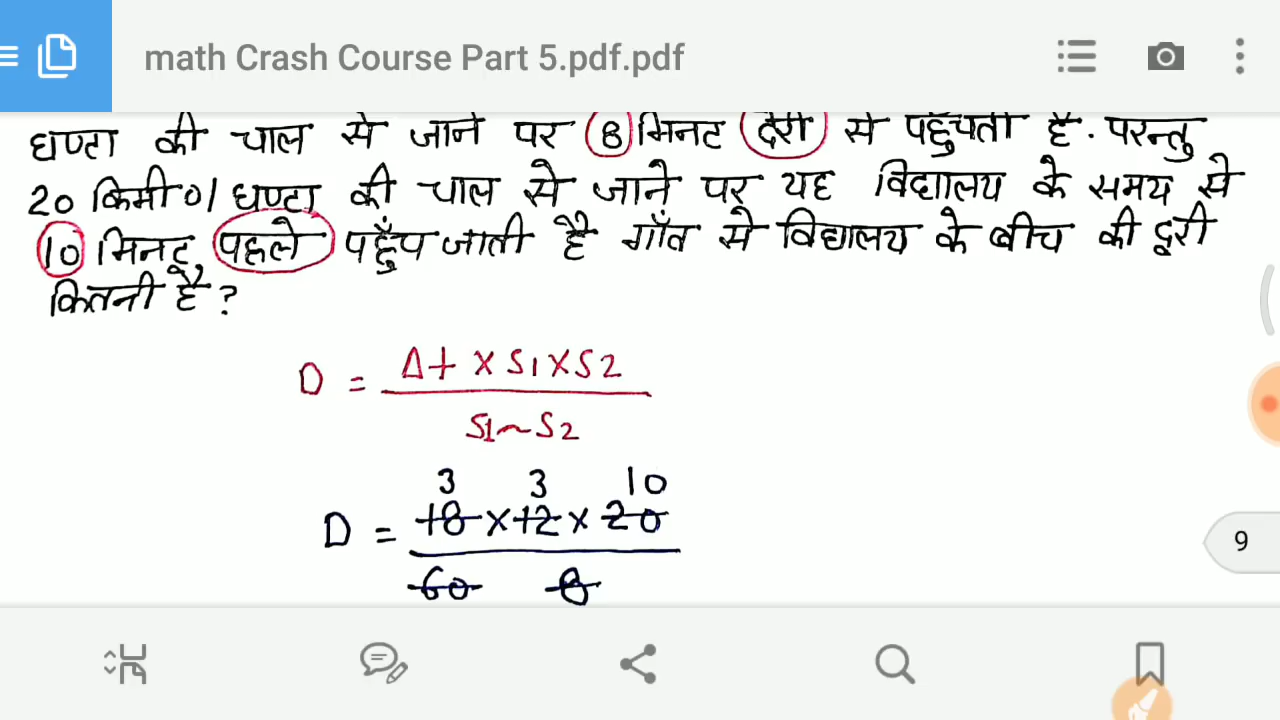 math Crash Course Part 5.pdf.pdf
घण्टा की चाल से जाने पर 8 मिनट देरी से पहुँचती है. परन्तु
20 किमी०/घण्टा की चाल से जाने पर यह विद्यालय के समय से
10 मिनट पहले पहुँप जाती है गाँव से विद्यालय के बीच की दूरी
कितनी है?
D = Δt × S1 × S2
S1 ~ S2
3 3 10
D = 18 × 12 × 20
60 8
9